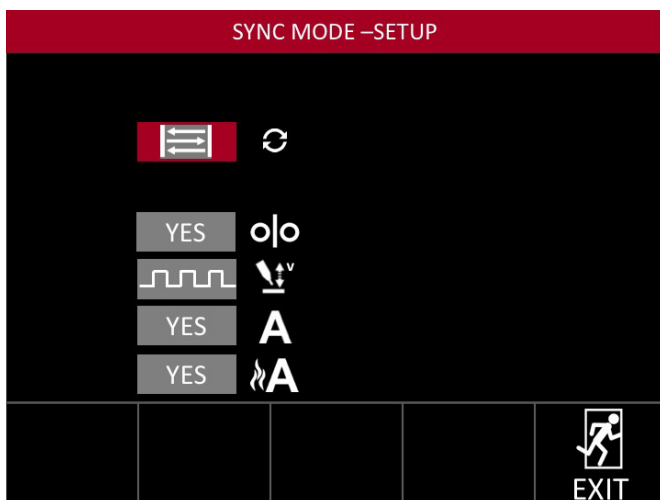 SYNC MODE –SETUP
YES o|o
v
YES A
YES A
EXIT